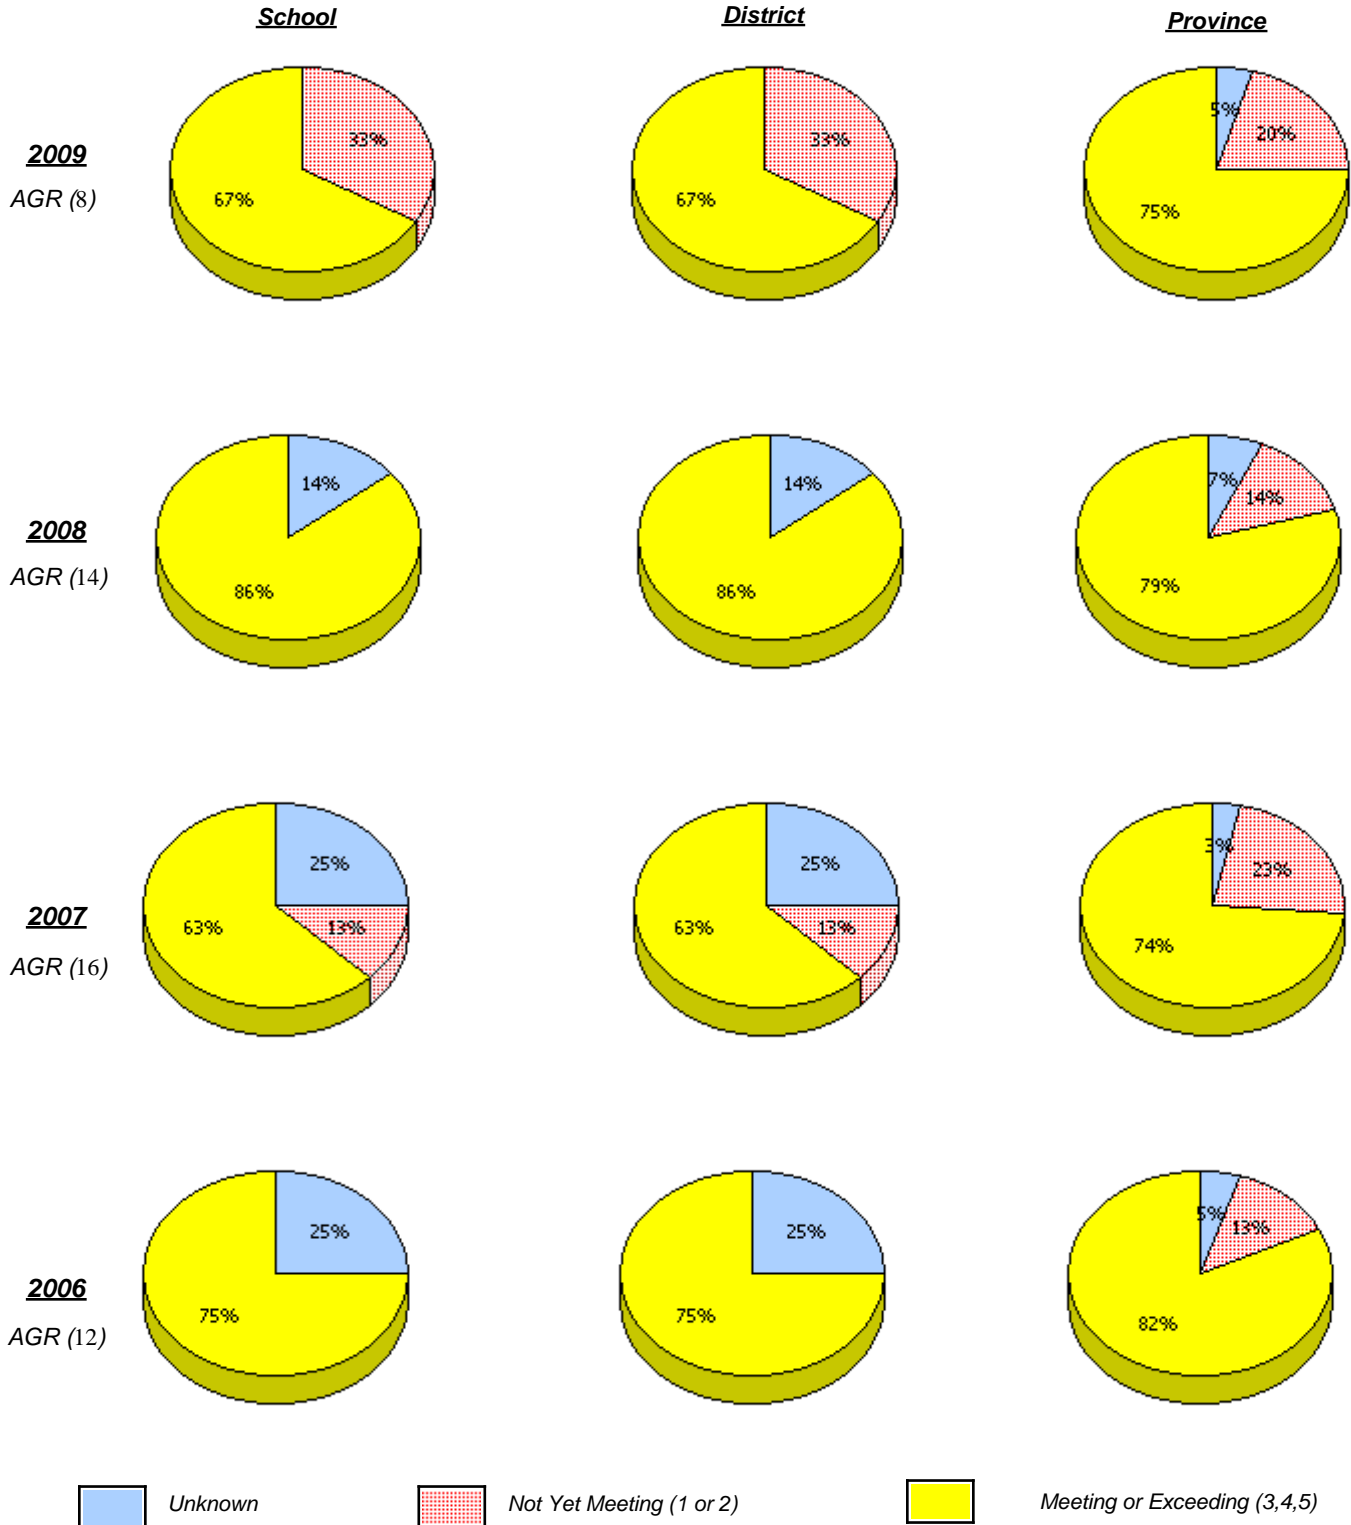 School District Province
33% 33% 5% 20%
2009
AGR (8)
67% 67% 75%
14% 14% 7% 14%
2008
AGR (14)
86% 86% 79%
25% 25% 3% 23%
2007
63% 13% 63% 13% 74%
AGR (16)
25% 25% 5% 13%
2006
75% 75% 82%
AGR (12)
Unknown Not Yet Meeting (1 or 2) Meeting or Exceeding (3,4,5)